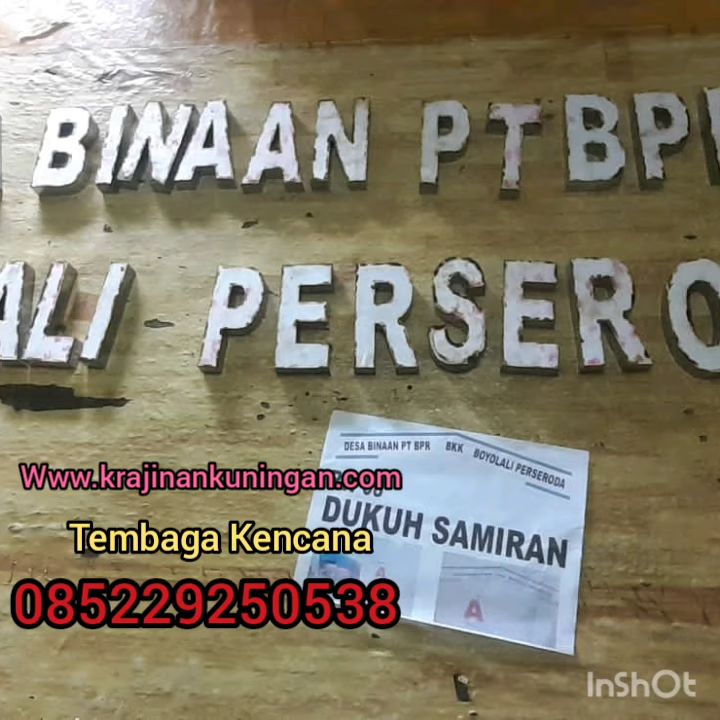 BINAAN PT BP
ALI PERSERO
DESA BINAAN PT BPR BKK BOYOLALI PERSERODA
DUKUH SAMIRAN
A
A
Www.krajinankuningan.com
Tembaga Kencana
085229250538
InShOt